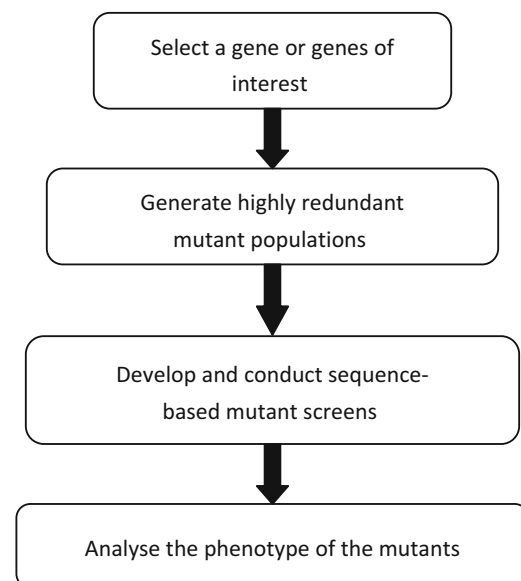 Select a gene or genes of
interest
Generate highly redundant
mutant populations
Develop and conduct sequence-
based mutant screens
Analyse the phenotype of the mutants